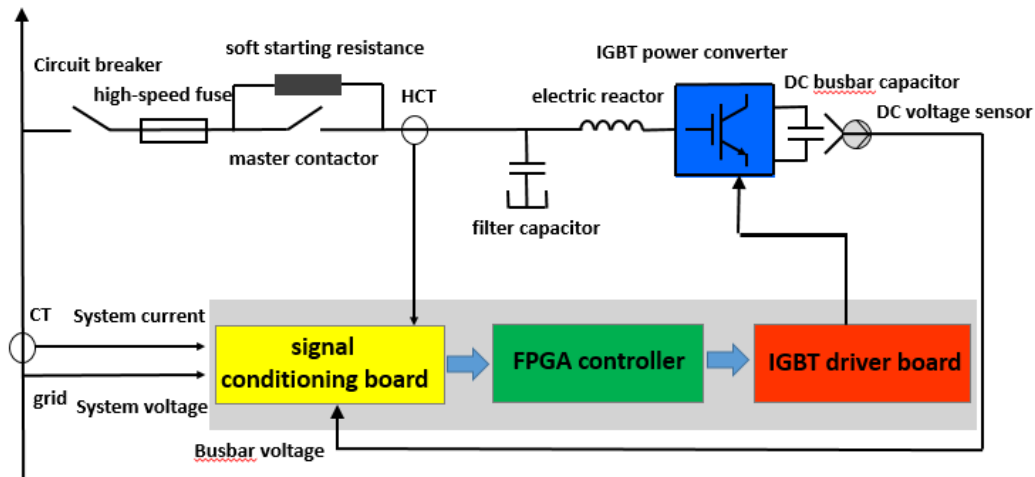 soft starting resistance
IGBT power converter
Circuit breaker
high-speed fuse
HCT
electric reactor
DC busbar capacitor
DC voltage sensor
master contactor
filter capacitor
CT
System current
signal
conditioning board
FPGA controller
IGBT driver board
grid
System voltage
Busbar voltage